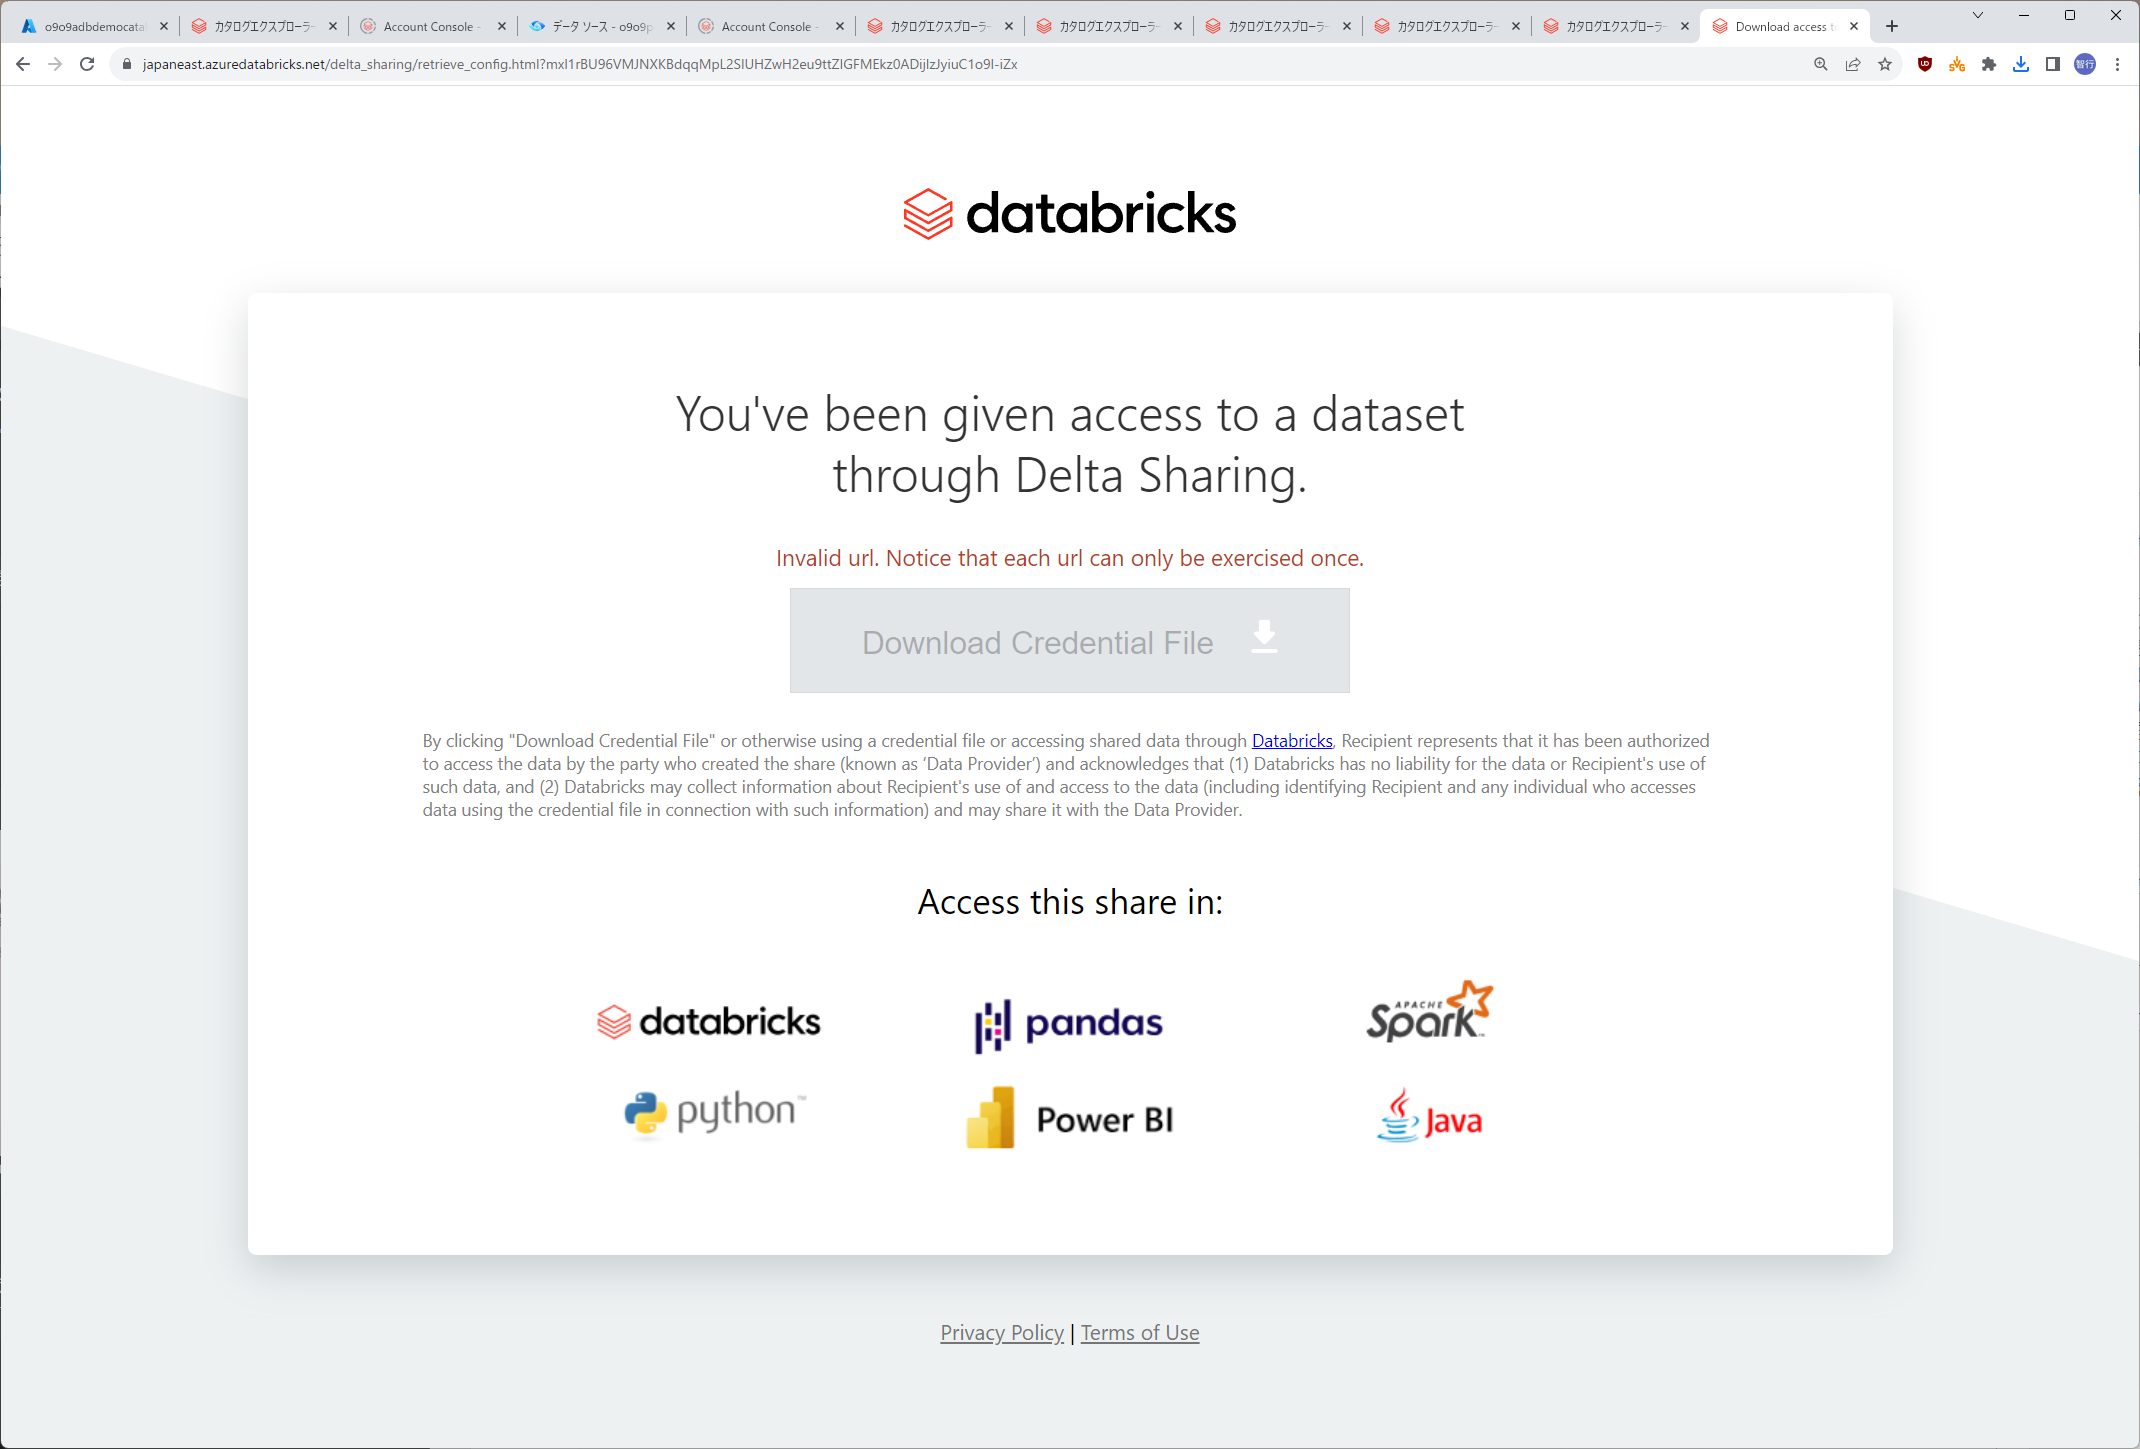 o9o9adbdemocata
カタログエクスプローラー
Account Console -
データ ソース - o9o9p
Account Console -
カタログエクスプローラー
カタログエクスプローラー
カタログエクスプローラー
カタログエクスプローラー
カタログエクスプローラー
Download access to
japaneast.azuredatabricks.net/delta_sharing/retrieve_config.html?mxI1rBU96VMJNXKBdqqMpL2SlUHZwH2eu9ttZIGFMEkz0ADijlzJyiuC1o9I-iZx
智行
databricks
You've been given access to a dataset
through Delta Sharing.
Invalid url. Notice that each url can only be exercised once.
Download Credential File
By clicking "Download Credential File" or otherwise using a credential file or accessing shared data through Databricks, Recipient represents that it has been authorized
to access the data by the party who created the share (known as ‘Data Provider’) and acknowledges that (1) Databricks has no liability for the data or Recipient's use of
such data, and (2) Databricks may collect information about Recipient's use of and access to the data (including identifying Recipient and any individual who accesses
data using the credential file in connection with such information) and may share it with the Data Provider.
Access this share in:
databricks
pandas
APACHE Spark™
python™
Power BI
Java
Privacy Policy | Terms of Use